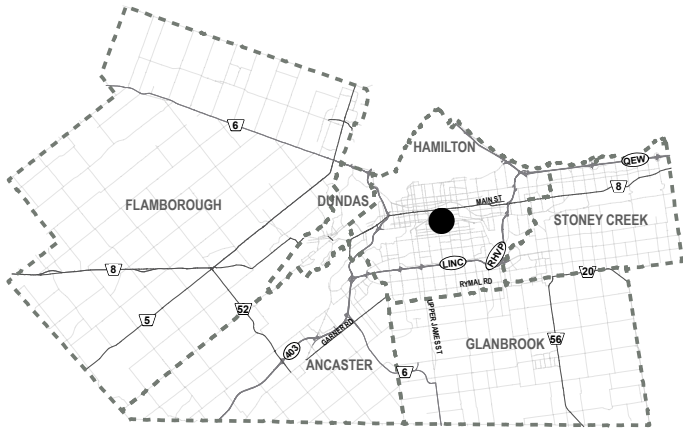 6
HAMILTON
QEW
8
MAIN ST
DUNDAS
FLAMBOROUGH
STONEY CREEK
8
LINC
RHVP
20
RYMAL RD
52
5
UPPER JAMES ST
GARNER RD
403
56
GLANBROOK
ANCASTER
6